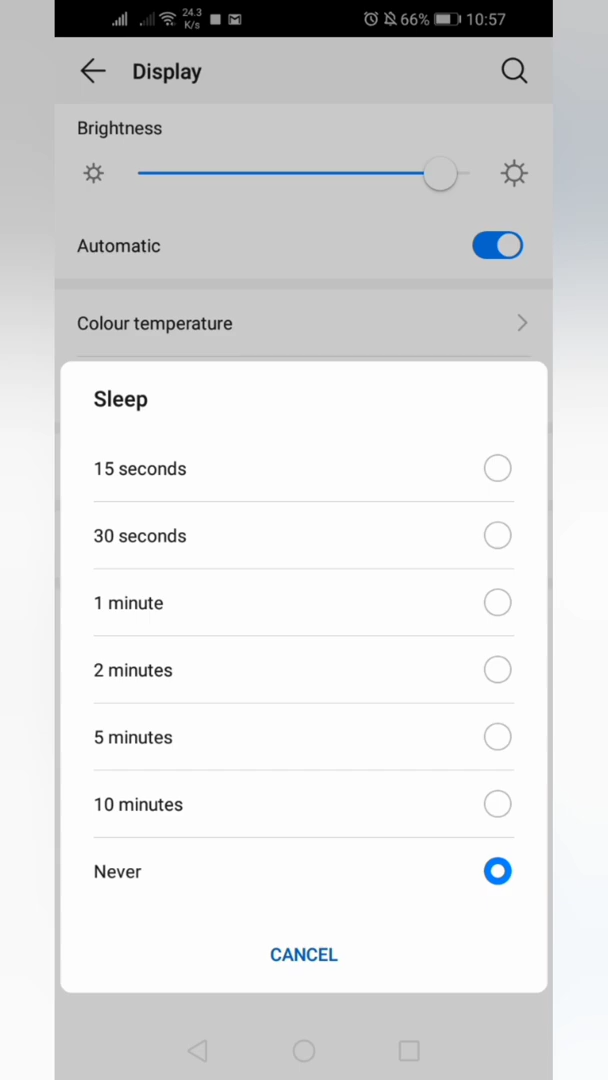 24.3
K/s
66%
10:57
Display
Brightness
Automatic
Colour temperature
Sleep
15 seconds
30 seconds
1 minute
2 minutes
5 minutes
10 minutes
Never
CANCEL